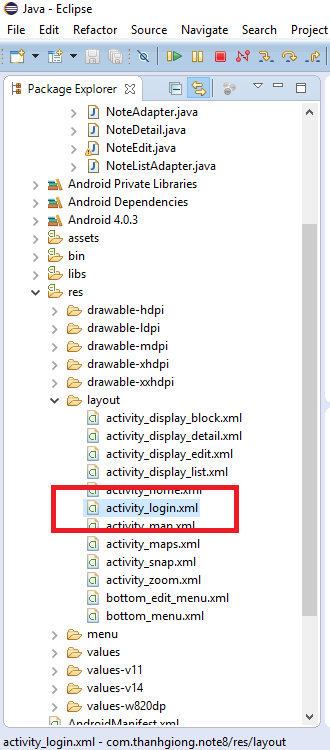 Java - Eclipse
File Edit Refactor Source Navigate Search Project
Package Explorer
NoteAdapter.java
NoteDetail.java
NoteEdit.java
NoteListAdapter.java
Android Private Libraries
Android Dependencies
Android 4.0.3
assets
bin
libs
res
drawable-hdpi
drawable-ldpi
drawable-mdpi
drawable-xhdpi
drawable-xxhdpi
layout
activity_display_block.xml
activity_display_detail.xml
activity_display_edit.xml
activity_display_list.xml
activity_home.xml
activity_login.xml
activity_map.xml
activity_maps.xml
activity_snap.xml
activity_zoom.xml
bottom_edit_menu.xml
bottom_menu.xml
menu
values
values-v11
values-v14
values-w820dp
AndroidManifest.xml
activity_login.xml - com.thanhgiong.note8/res/layout